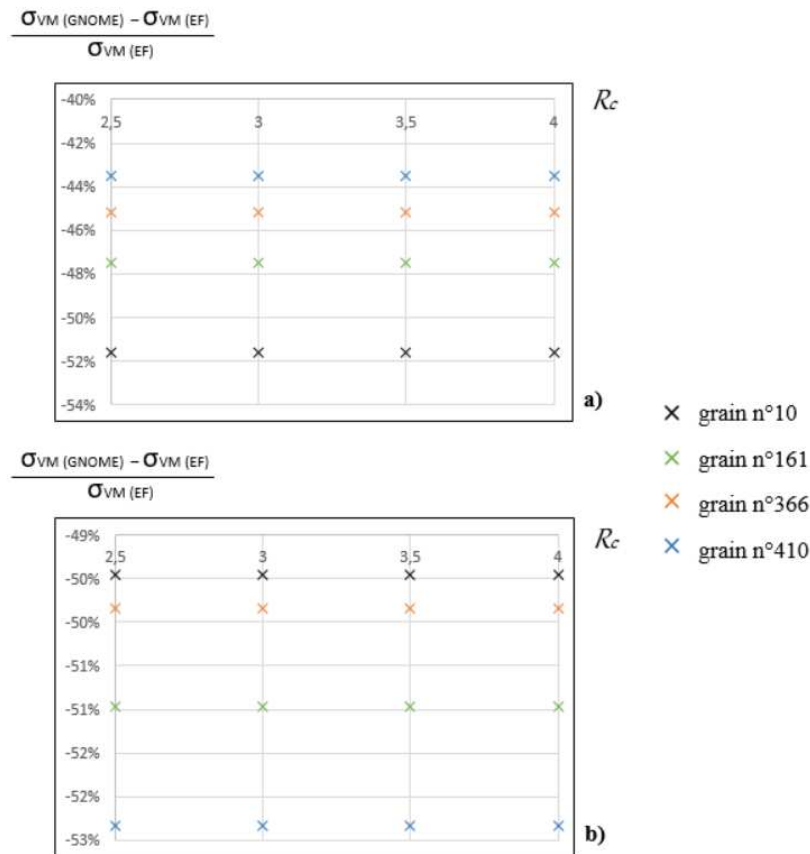 σVM (GNOME) – σVM (EF)
σVM (EF)
Rc
-40%
2,5 3 3,5 4
-42%
-44%
-46%
-48%
-50%
-52%
-54%
a)
grain n°10
grain n°161
grain n°366
grain n°410
σVM (GNOME) – σVM (EF)
σVM (EF)
Rc
-49%
2,5 3 3,5 4
-50%
-50%
-51%
-51%
-52%
-52%
-53%
b)